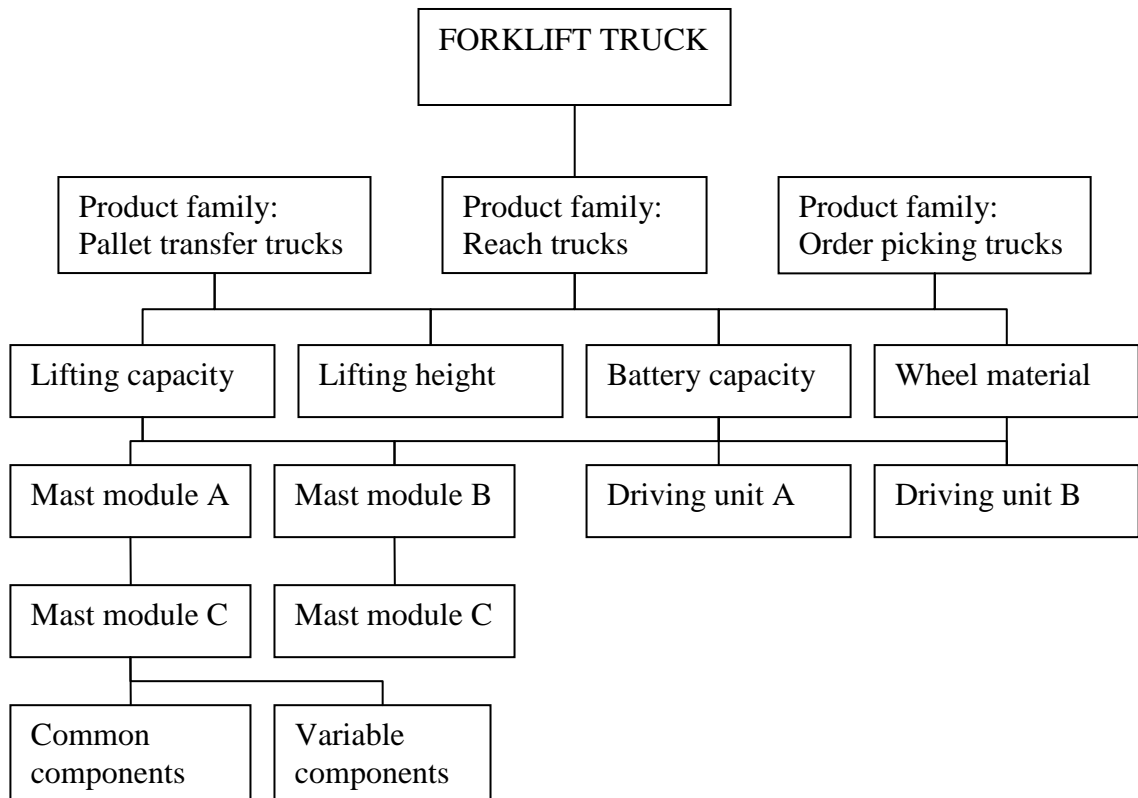 FORKLIFT TRUCK
Product family:
Pallet transfer trucks
Product family:
Reach trucks
Product family:
Order picking trucks
Lifting capacity
Lifting height
Battery capacity
Wheel material
Mast module A
Mast module B
Driving unit A
Driving unit B
Mast module C
Mast module C
Common
components
Variable
components